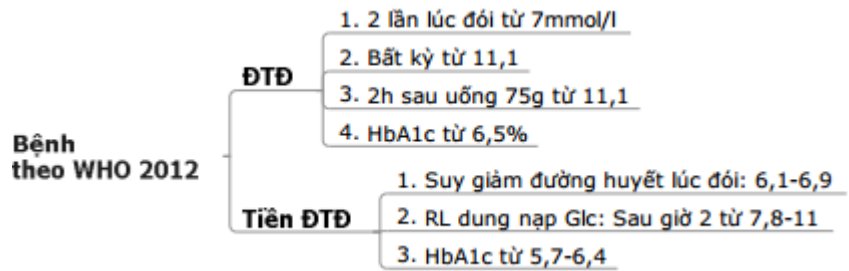 Bệnh
theo WHO 2012
ĐTĐ
1. 2 lần lúc đói từ 7mmol/l
2. Bất kỳ từ 11,1
3. 2h sau uống 75g từ 11,1
4. HbA1c từ 6,5%
Tiền ĐTĐ
1. Suy giảm đường huyết lúc đói: 6,1-6,9
2. RL dung nạp Glc: Sau giờ 2 từ 7,8-11
3. HbA1c từ 5,7-6,4